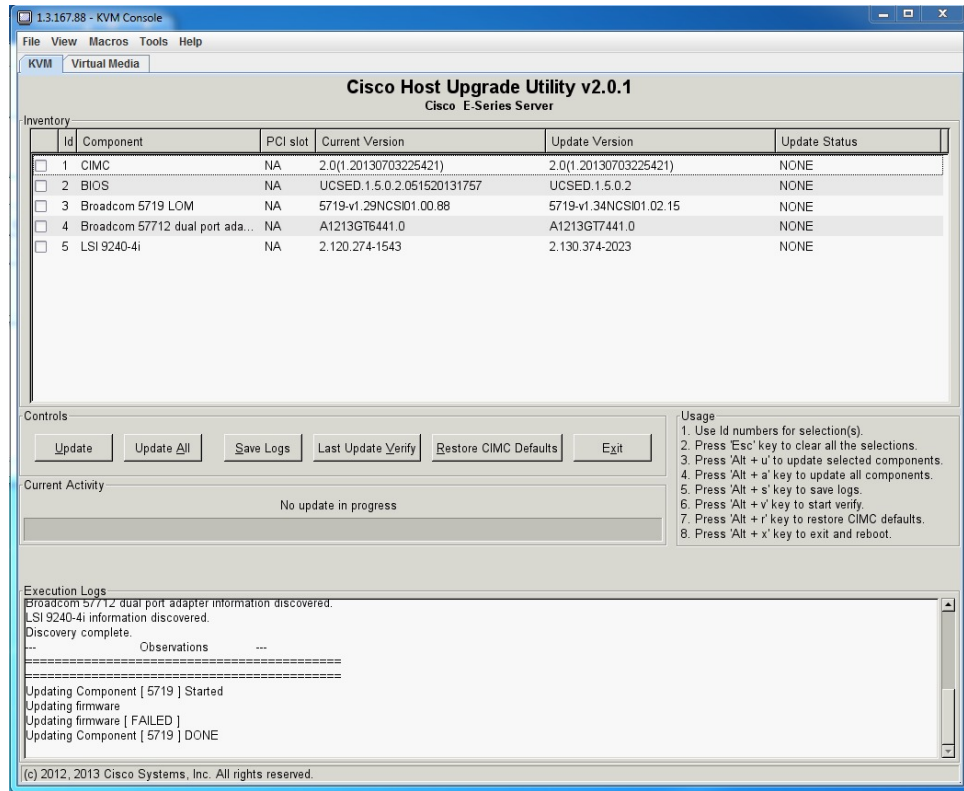 1.3.167.88 - KVM Console
File View Macros Tools Help
KVM Virtual Media
Cisco Host Upgrade Utility v2.0.1
Cisco E-Series Server
Inventory
Id Component PCI slot Current Version Update Version Update Status
1 CIMC NA 2.0(1.20130703225421) 2.0(1.20130703225421) NONE
2 BIOS NA UCSED.1.5.0.2.051520131757 UCSED.1.5.0.2 NONE
3 Broadcom 5719 LOM NA 5719-v1.29NCSI01.00.88 5719-v1.34NCSI01.02.15 NONE
4 Broadcom 57712 dual port ada... NA A1213GT6441.0 A1213GT7441.0 NONE
5 LSI 9240-4i NA 2.120.274-1543 2.130.374-2023 NONE
Controls
Update Update All Save Logs Last Update Verify Restore CIMC Defaults Exit
Usage
1. Use Id numbers for selection(s).
2. Press 'Esc' key to clear all the selections.
3. Press 'Alt + u' to update selected components.
4. Press 'Alt + a' key to update all components.
5. Press 'Alt + s' key to save logs.
6. Press 'Alt + v' key to start verify.
7. Press 'Alt + r' key to restore CIMC defaults.
8. Press 'Alt + x' key to exit and reboot.
Current Activity
No update in progress
Execution Logs
Broadcom 57712 dual port adapter information discovered.
LSI 9240-4i information discovered.
Discovery complete.
--- Observations ---
===========================================
===========================================
Updating Component [ 5719 ] Started
Updating firmware
Updating firmware [ FAILED ]
Updating Component [ 5719 ] DONE
(c) 2012, 2013 Cisco Systems, Inc. All rights reserved.